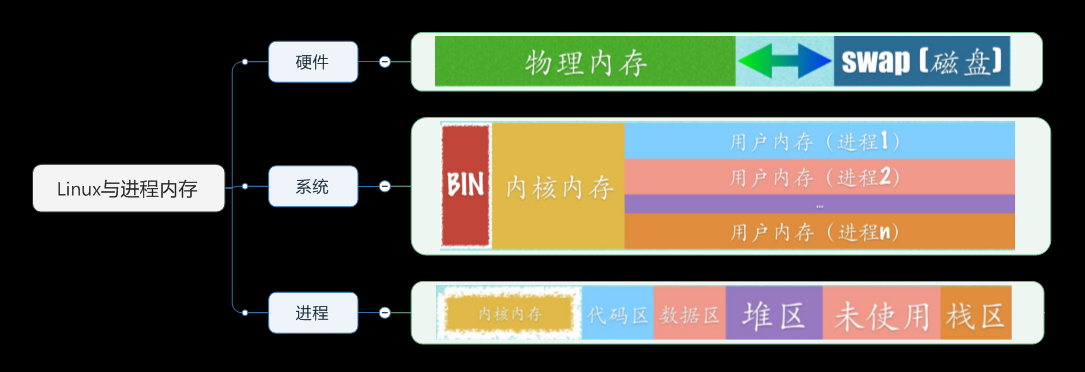 Linux与进程内存
硬件
物理内存
swap (磁盘)
系统
BIN
内核内存
用户内存（进程1）
用户内存（进程2）
...
用户内存（进程n）
进程
内核内存
代码区
数据区
堆区
未使用
栈区